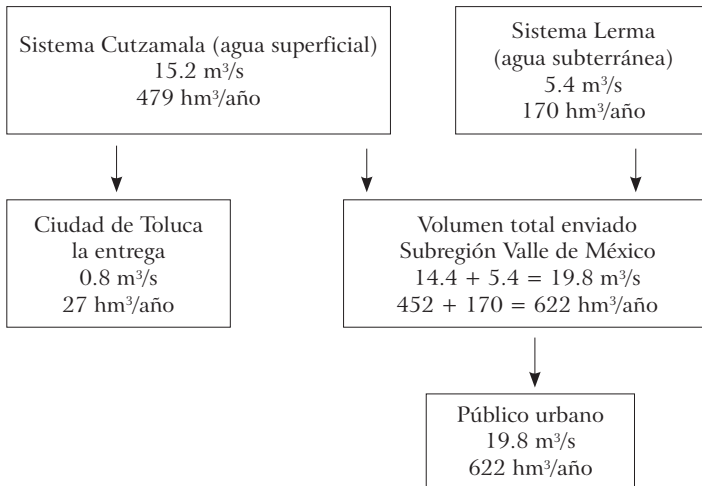 Sistema Cutzamala (agua superficial)
15.2 m³/s
479 hm³/año
Sistema Lerma
(agua subterránea)
5.4 m³/s
170 hm³/año
Ciudad de Toluca
la entrega
0.8 m³/s
27 hm³/año
Volumen total enviado
Subregión Valle de México
14.4 + 5.4 = 19.8 m³/s
452 + 170 = 622 hm³/año
Público urbano
19.8 m³/s
622 hm³/año